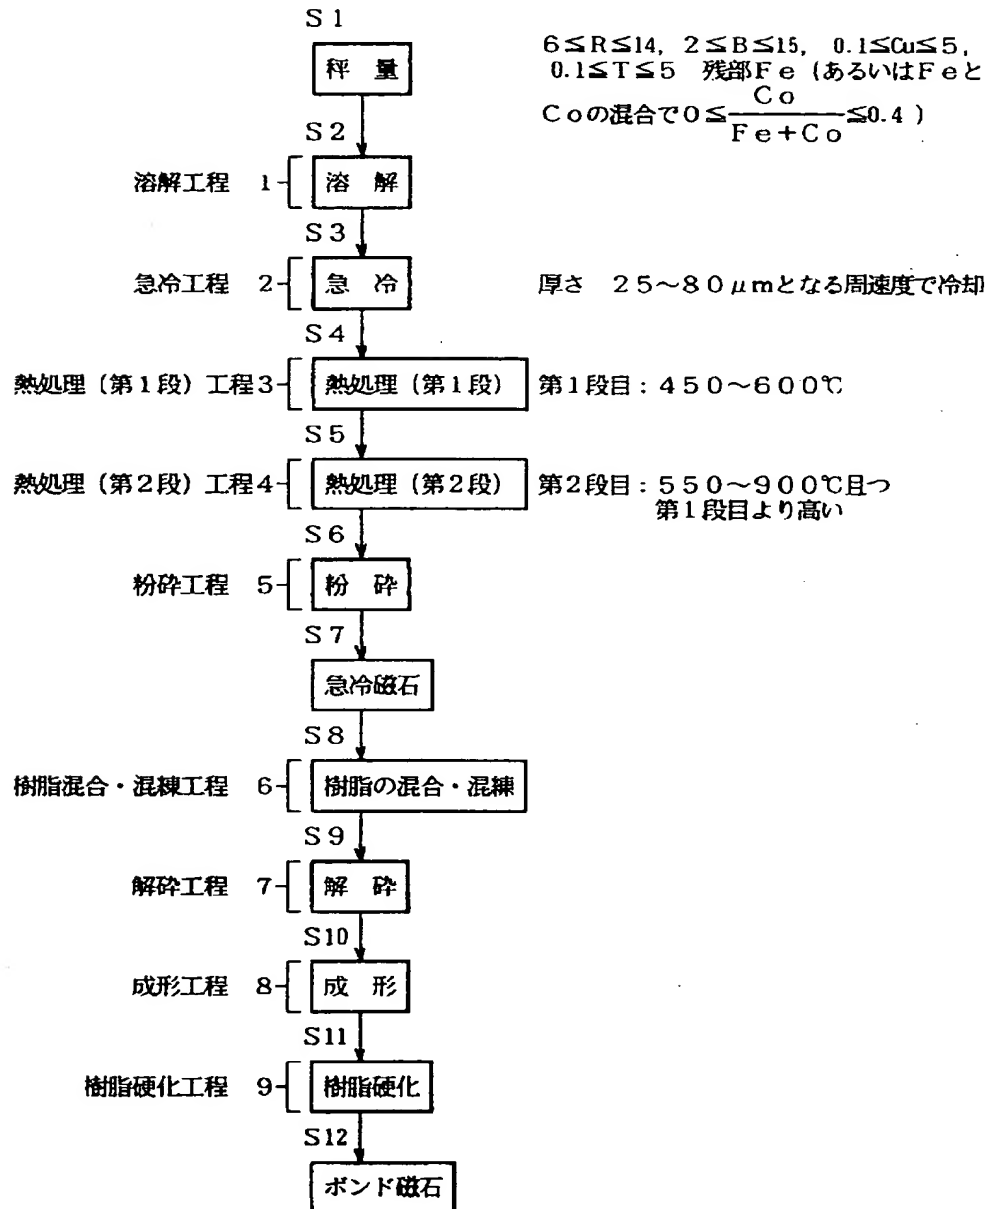 S1
秤 量
6≦R≦14, 2≦B≦15, 0.1≦Cu≦5,
0.1≦T≦5 残部Fe (あるいはFeと
Coの混合で0≦Co/Fe+Co≦0.4)
S2
溶解工程 1
溶 解
S3
急冷工程 2
急 冷
厚さ 25~80μmとなる周速度で冷却
S4
熱処理(第1段)工程3
熱処理(第1段)
第1段目:450~600℃
S5
熱処理(第2段)工程4
熱処理(第2段)
第2段目:550~900℃且つ
第1段目より高い
S6
粉砕工程 5
粉 砕
S7
急冷磁石
S8
樹脂混合・混練工程 6
樹脂の混合・混練
S9
解砕工程 7
解 砕
S10
成形工程 8
成 形
S11
樹脂硬化工程 9
樹脂硬化
S12
ボンド磁石